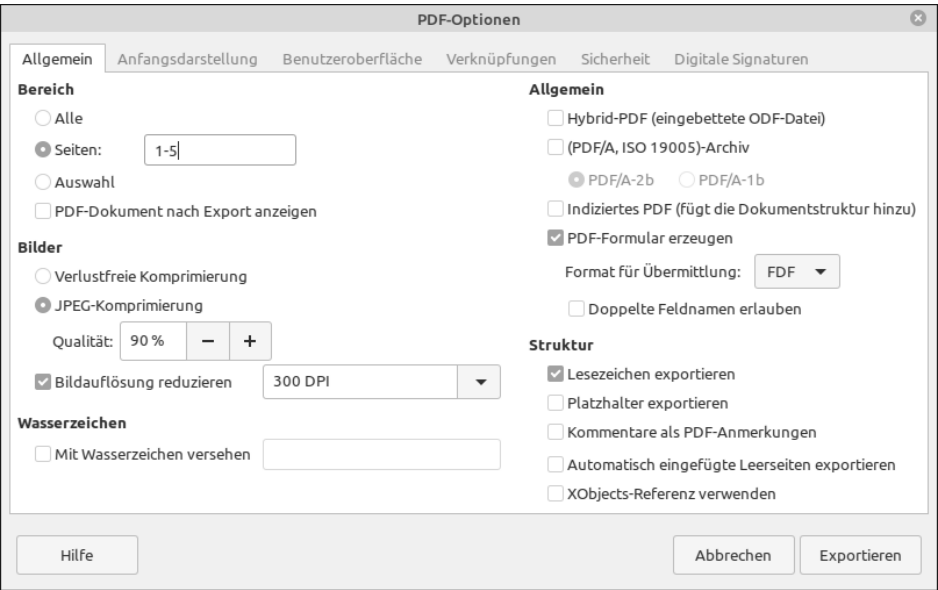 PDF-Optionen
Allgemein Anfangsdarstellung Benutzeroberfläche Verknüpfungen Sicherheit Digitale Signaturen
Bereich
Alle
Seiten: 1-5
Auswahl
PDF-Dokument nach Export anzeigen
Bilder
Verlustfreie Komprimierung
JPEG-Komprimierung
Qualität: 90 % − +
Bildauflösung reduzieren 300 DPI
Wasserzeichen
Mit Wasserzeichen versehen
Allgemein
Hybrid-PDF (eingebettete ODF-Datei)
(PDF/A, ISO 19005)-Archiv
PDF/A-2b PDF/A-1b
Indiziertes PDF (fügt die Dokumentstruktur hinzu)
PDF-Formular erzeugen
Format für Übermittlung: FDF
Doppelte Feldnamen erlauben
Struktur
Lesezeichen exportieren
Platzhalter exportieren
Kommentare als PDF-Anmerkungen
Automatisch eingefügte Leerseiten exportieren
XObjects-Referenz verwenden
Hilfe Abbrechen Exportieren